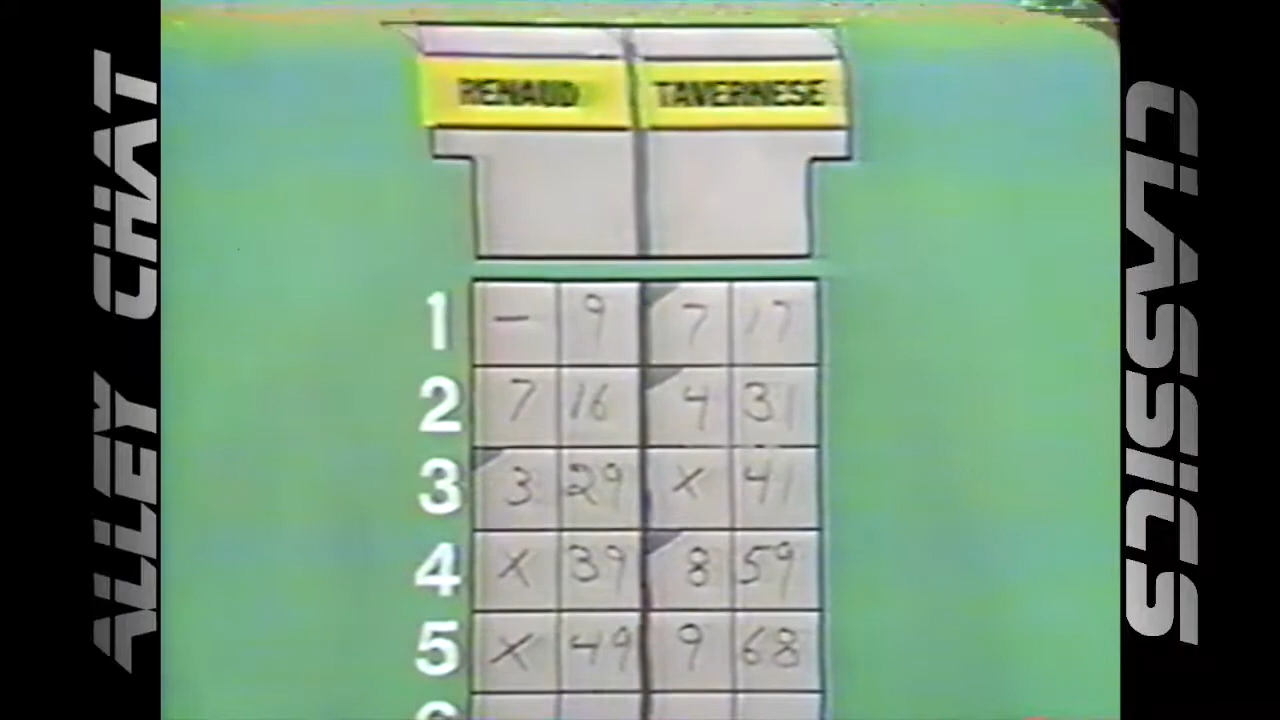 ALLEY CHAT
RENAUD TAVERNESE
1 – 9 7 17
2 7 16 4 31
3 3 29 X 41
4 X 39 8 59
5 X 49 9 68
6
CLASSICS